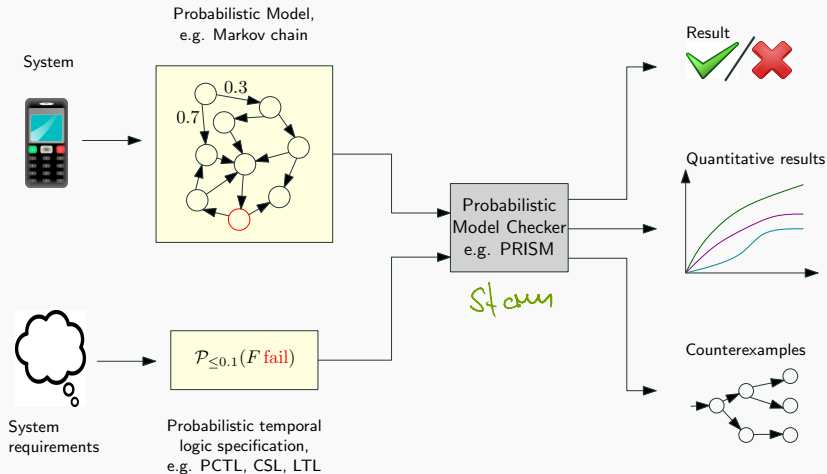 Probabilistic Model,
e.g. Markov chain
System
0.3
0.7
Result
Quantitative results
Probabilistic
Model Checker
e.g. PRISM
Storm
𝒫≤0.1(F fail)
Counterexamples
System
requirements
Probabilistic temporal
logic specification,
e.g. PCTL, CSL, LTL